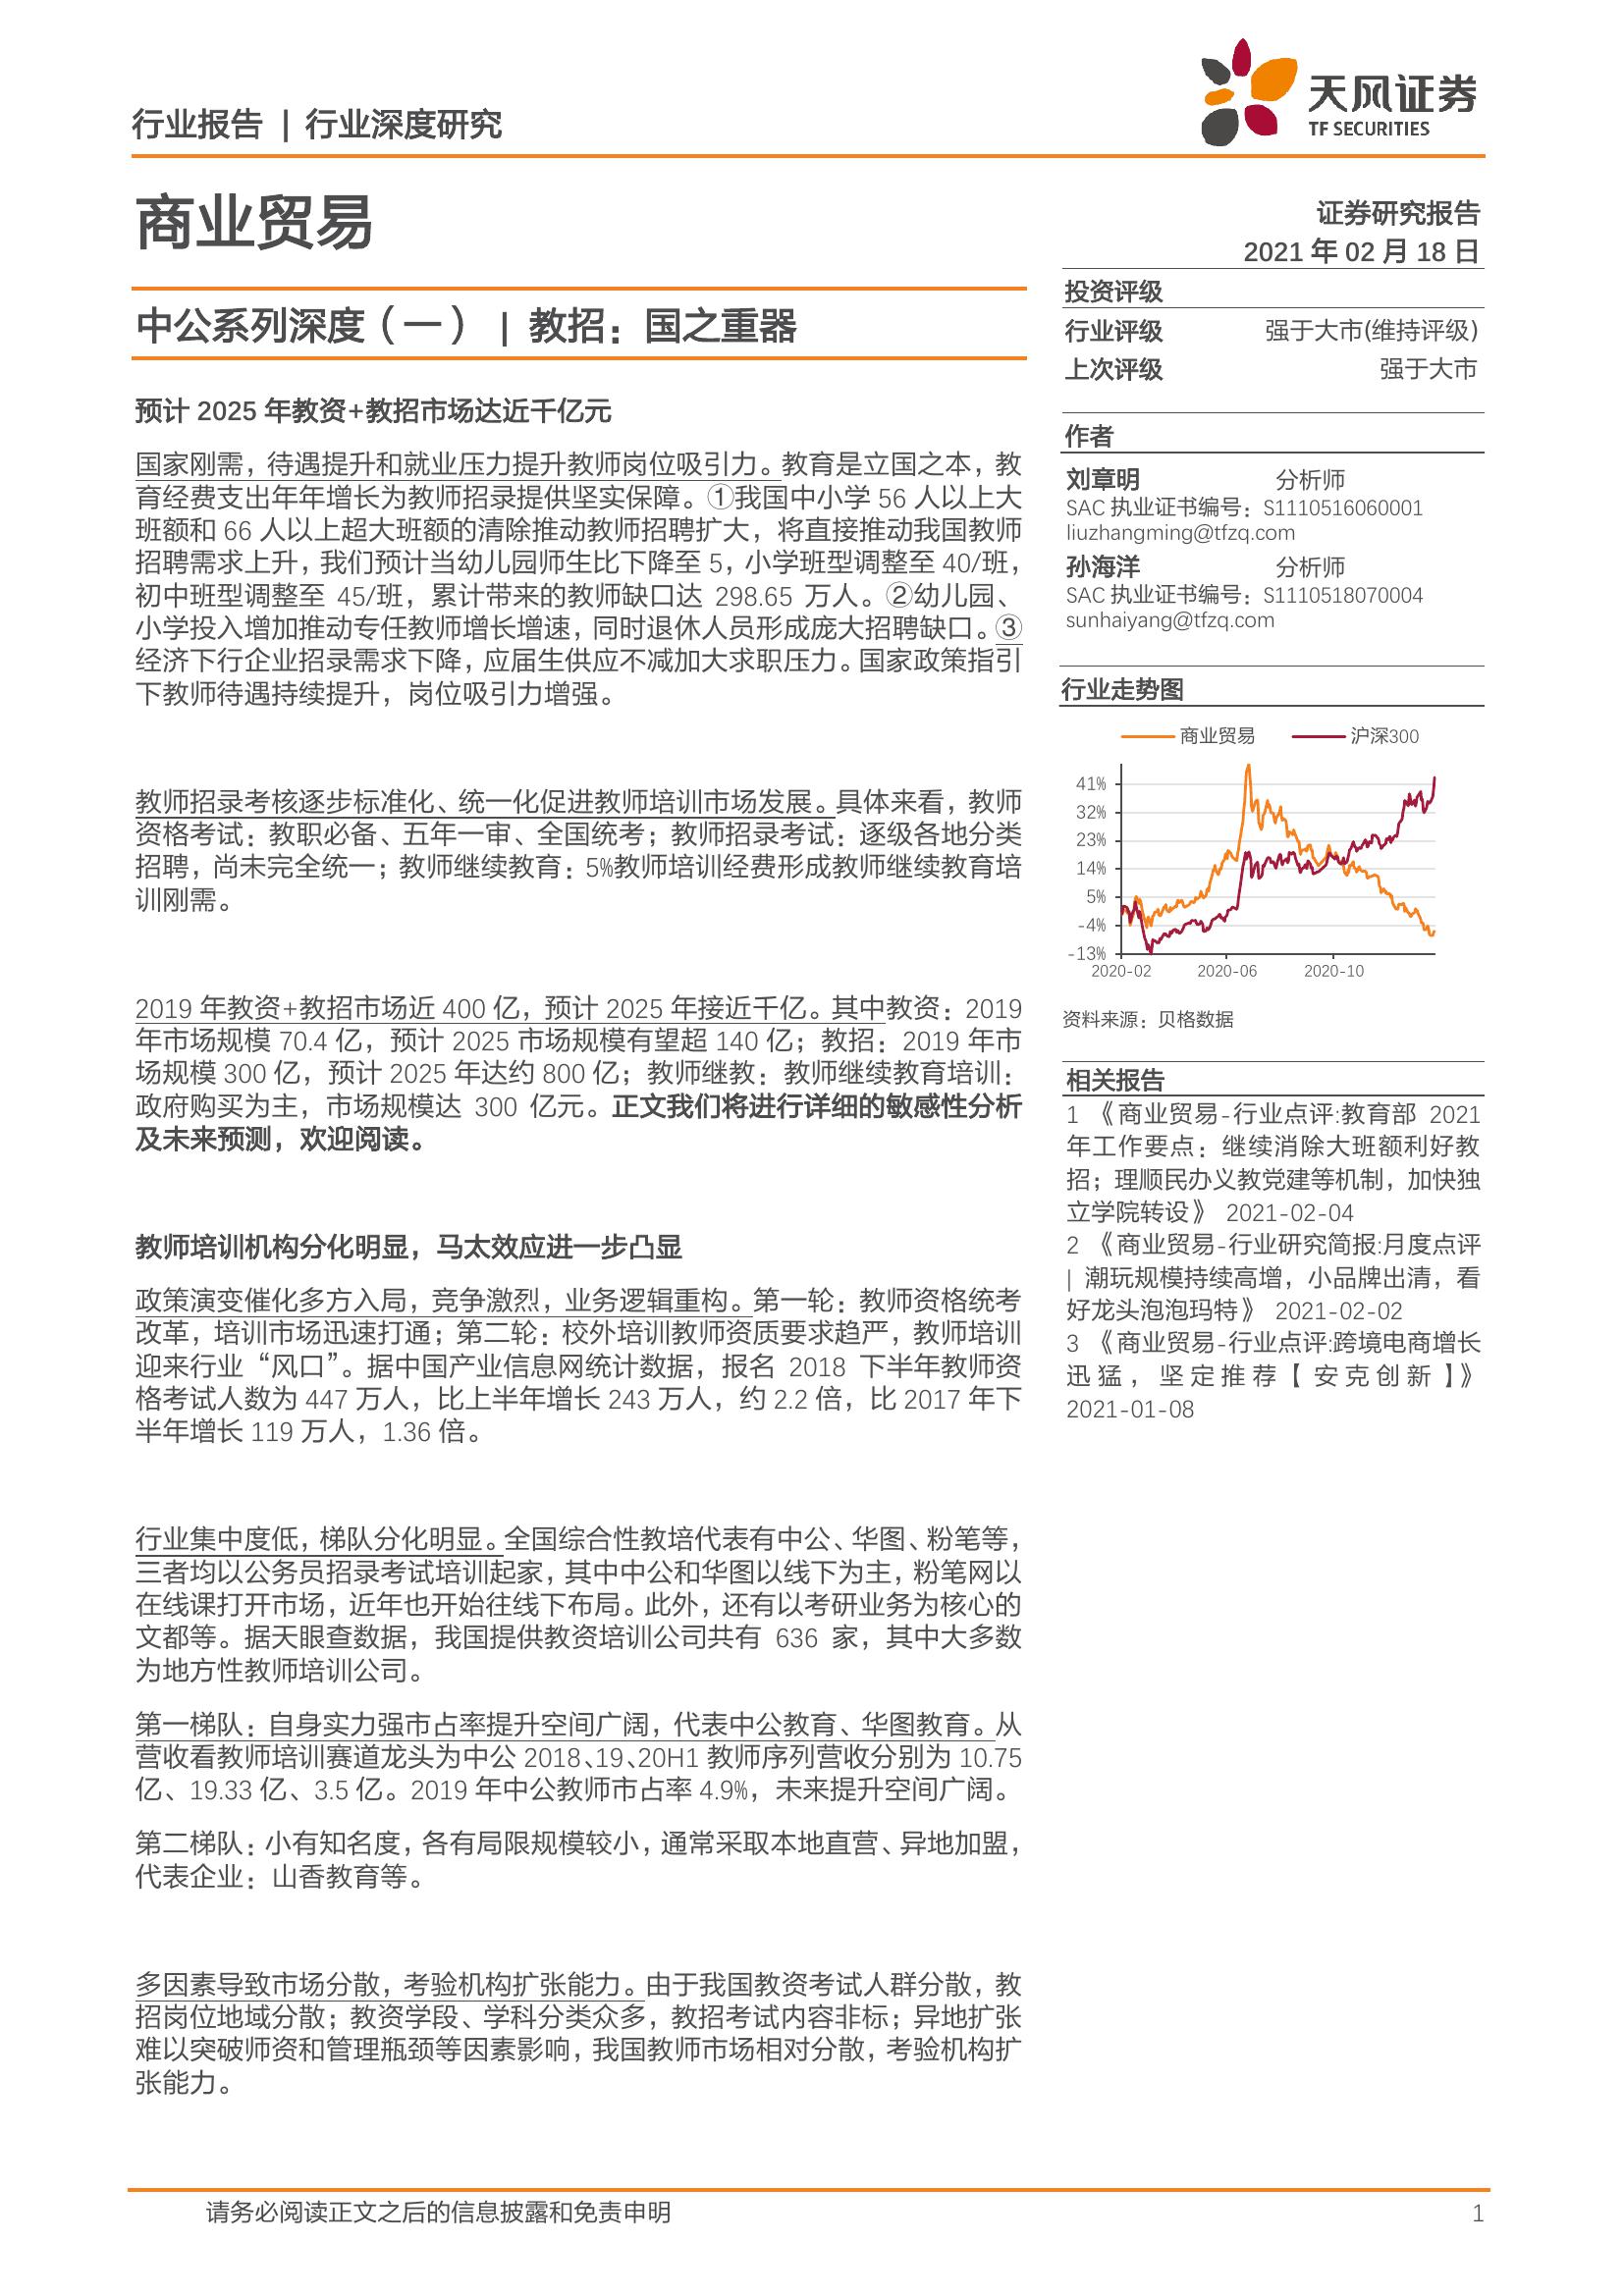 行业报告 | 行业深度研究
天风证券
TF SECURITIES
商业贸易
证券研究报告
2021 年 02 月 18 日
中公系列深度（一） | 教招：国之重器
预计 2025 年教资+教招市场达近千亿元
国家刚需，待遇提升和就业压力提升教师岗位吸引力。教育是立国之本，教
育经费支出年年增长为教师招录提供坚实保障。①我国中小学 56 人以上大
班额和 66 人以上超大班额的清除推动教师招聘扩大，将直接推动我国教师
招聘需求上升，我们预计当幼儿园师生比下降至 5，小学班型调整至 40/班，
初中班型调整至 45/班，累计带来的教师缺口达 298.65 万人。②幼儿园、
小学投入增加推动专任教师增长增速，同时退休人员形成庞大招聘缺口。③
经济下行企业招录需求下降，应届生供应不减加大求职压力。国家政策指引
下教师待遇持续提升，岗位吸引力增强。
教师招录考核逐步标准化、统一化促进教师培训市场发展。具体来看，教师
资格考试：教职必备、五年一审、全国统考；教师招录考试：逐级各地分类
招聘，尚未完全统一；教师继续教育：5%教师培训经费形成教师继续教育培
训刚需。
2019 年教资+教招市场近 400 亿，预计 2025 年接近千亿。其中教资：2019
年市场规模 70.4 亿，预计 2025 市场规模有望超 140 亿；教招：2019 年市
场规模 300 亿，预计 2025 年达约 800 亿；教师继教：教师继续教育培训：
政府购买为主，市场规模达 300 亿元。正文我们将进行详细的敏感性分析
及未来预测，欢迎阅读。
教师培训机构分化明显，马太效应进一步凸显
政策演变催化多方入局，竞争激烈，业务逻辑重构。第一轮：教师资格统考
改革，培训市场迅速打通；第二轮：校外培训教师资质要求趋严，教师培训
迎来行业“风口”。据中国产业信息网统计数据，报名 2018 下半年教师资
格考试人数为 447 万人，比上半年增长 243 万人，约 2.2 倍，比 2017 年下
半年增长 119 万人，1.36 倍。
行业集中度低，梯队分化明显。全国综合性教培代表有中公、华图、粉笔等，
三者均以公务员招录考试培训起家，其中中公和华图以线下为主，粉笔网以
在线课打开市场，近年也开始往线下布局。此外，还有以考研业务为核心的
文都等。据天眼查数据，我国提供教资培训公司共有 636 家，其中大多数
为地方性教师培训公司。
第一梯队：自身实力强市占率提升空间广阔，代表中公教育、华图教育。从
营收看教师培训赛道龙头为中公 2018、19、20H1 教师序列营收分别为 10.75
亿、19.33 亿、3.5 亿。2019 年中公教师市占率 4.9%，未来提升空间广阔。
第二梯队：小有知名度，各有局限规模较小，通常采取本地直营、异地加盟，
代表企业：山香教育等。
多因素导致市场分散，考验机构扩张能力。由于我国教资考试人群分散，教
招岗位地域分散；教资学段、学科分类众多，教招考试内容非标；异地扩张
难以突破师资和管理瓶颈等因素影响，我国教师市场相对分散，考验机构扩
张能力。
投资评级
行业评级 强于大市(维持评级)
上次评级 强于大市
作者
刘章明 分析师
SAC 执业证书编号：S1110516060001
liuzhangming@tfzq.com
孙海洋 分析师
SAC 执业证书编号：S1110518070004
sunhaiyang@tfzq.com
行业走势图
商业贸易 沪深300
41%
32%
23%
14%
5%
-4%
-13%
2020-02 2020-06 2020-10
资料来源：贝格数据
相关报告
1 《商业贸易-行业点评:教育部 2021
年工作要点：继续消除大班额利好教
招；理顺民办义教党建等机制，加快独
立学院转设》 2021-02-04
2 《商业贸易-行业研究简报:月度点评
| 潮玩规模持续高增，小品牌出清，看
好龙头泡泡玛特》 2021-02-02
3 《商业贸易-行业点评:跨境电商增长
迅猛，坚定推荐【安克创新】》
2021-01-08
请务必阅读正文之后的信息披露和免责申明 1